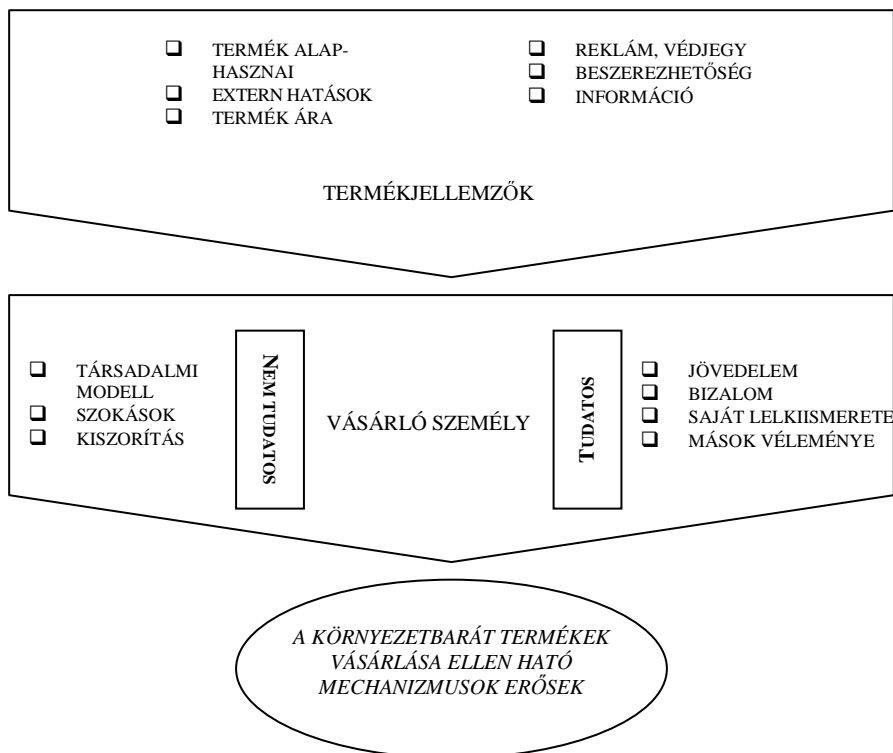 TERMÉK ALAP-
HASZNAI
EXTERN HATÁSOK
TERMÉK ÁRA
REKLÁM, VÉDJEGY
BESZEREZHETŐSÉG
INFORMÁCIÓ
TERMÉKJELLEMZŐK
TÁRSADALMI
MODELL
SZOKÁSOK
KISZORÍTÁS
NEM TUDATOS
VÁSÁRLÓ SZEMÉLY
TUDATOS
JÖVEDELEM
BIZALOM
SAJÁT LELKIISMERETE
MÁSOK VÉLEMÉNYE
A KÖRNYEZETBARÁT TERMÉKEK
VÁSÁRLÁSA ELLEN HATÓ
MECHANIZMUSOK ERŐSEK